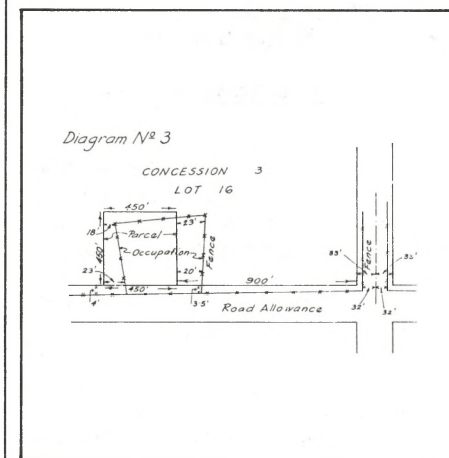 Diagram Nº 3
CONCESSION 3
LOT 16
450'
18'
23'
Parcel
450'
Occupation
Fence
Fence
33'
33'
23'
20'
900'
450'
4'
3·5'
Road Allowance
32'
32'